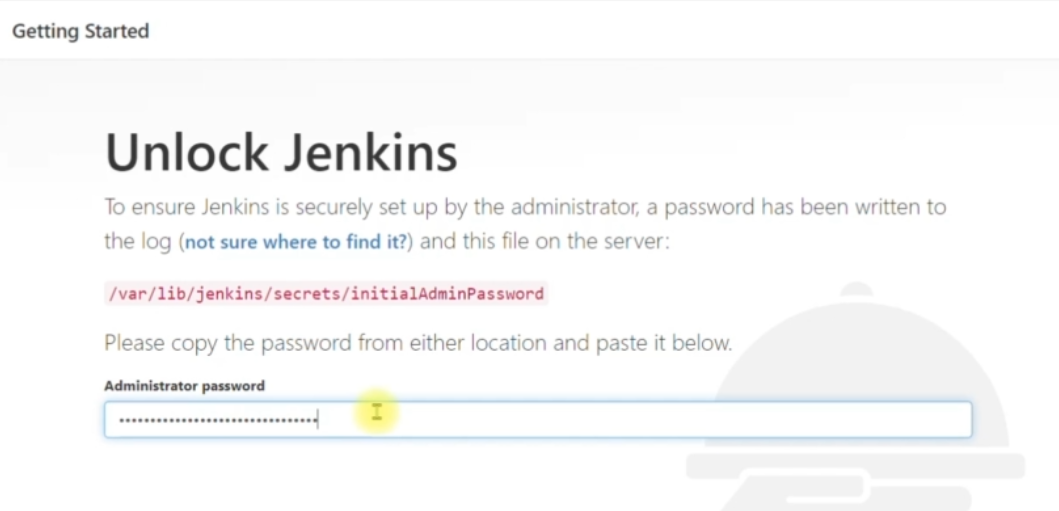 Getting Started
Unlock Jenkins
To ensure Jenkins is securely set up by the administrator, a password has been written to
the log (not sure where to find it?) and this file on the server:
/var/lib/jenkins/secrets/initialAdminPassword
Please copy the password from either location and paste it below.
Administrator password